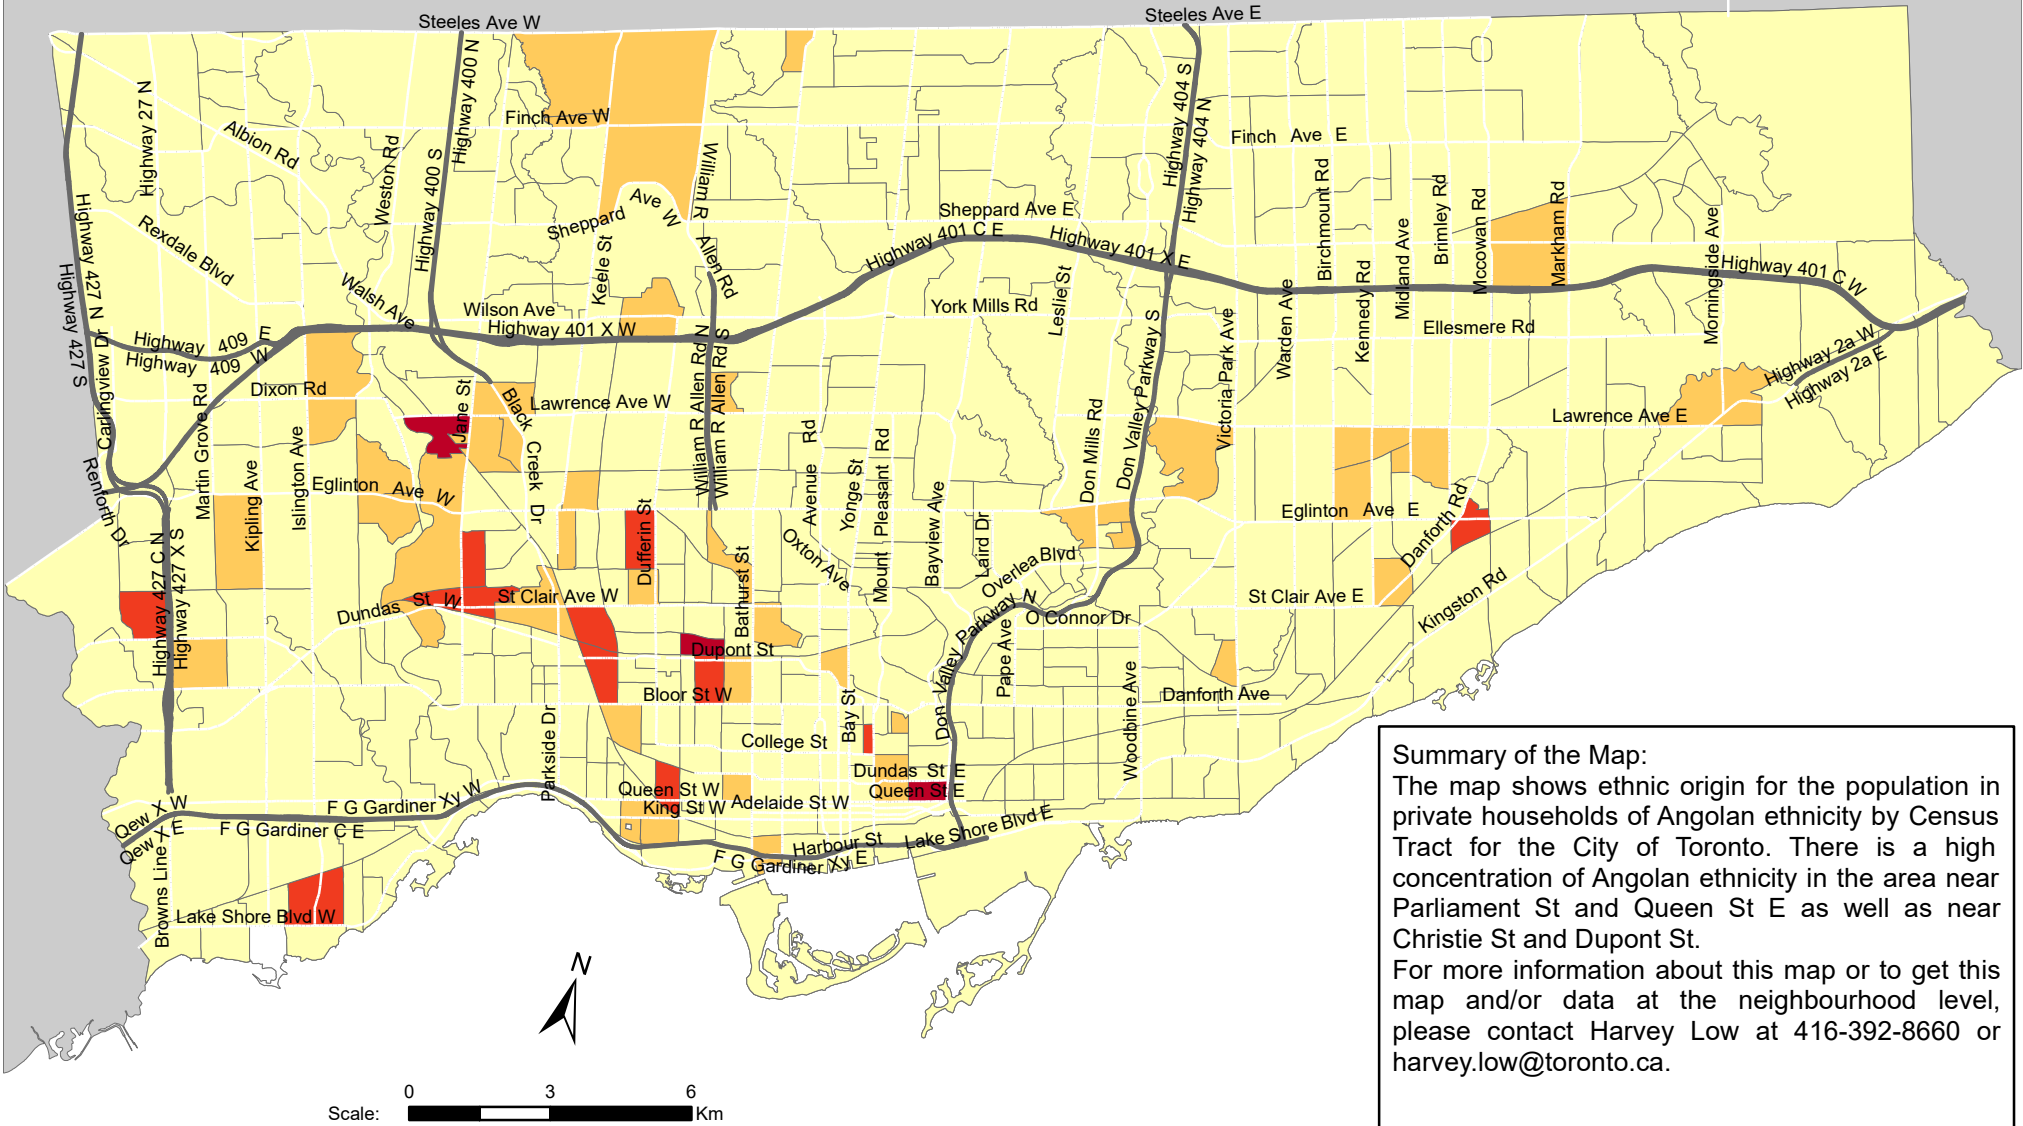 Steeles Ave W
Steeles Ave E
Highway 400 N
Highway 404 S
Highway 27 N
Finch Ave W
Highway 404 N
Albion Rd
Finch Ave E
Weston Rd
Highway 400 S
William R
Allen Rd
Birchmount Rd
Brimley Rd
Mccowan Rd
Markham Rd
Highway 427 N
Rexdale Blvd
Sheppard Ave W
Sheppard Ave E
Highway 401 C E
Highway 401 X E
Midland Ave
Morningside Ave
Highway 401 C W
Highway 427 S
Walsh Ave
Keele St
Leslie St
Wilson Ave
York Mills Rd
Highway 401 X W
Warden Ave
Kennedy Rd
Ellesmere Rd
Highway 409 E
Highway 409 W
Carlingview Dr
Dixon Rd
Martin Grove Rd
Jane St
Black Creek Dr
Lawrence Ave W
William R Allen Rd N
William R Allen Rd S
Don Valley Parkway S
Victoria Park Ave
Highway 2a W
Highway 2a E
Lawrence Ave E
Renforth Dr
Kipling Ave
Islington Ave
Eglinton Ave W
Avenue Rd
Yonge St
Mount Pleasant Rd
Bayview Ave
Laird Dr
Don Mills Rd
Eglinton Ave E
Danforth Rd
Highway 427 C N
Highway 427 X S
Dufferin St
Oxton Ave
Overlea Blvd
Bathurst St
Dundas St W
St Clair Ave W
St Clair Ave E
Kingston Rd
Don Valley Parkway N
O Connor Dr
Dupont St
Pape Ave
Woodbine Ave
Bloor St W
Danforth Ave
Parkside Dr
Bay St
College St
Dundas St E
Queen St W
Queen St E
King St W
Adelaide St W
Qew X W
Qew X E
F G Gardiner Xy W
F G Gardiner C E
Harbour St
Lake Shore Blvd E
F G Gardiner Xy E
Browns Line
Lake Shore Blvd W
Summary of the Map:
The map shows ethnic origin for the population in
private households of Angolan ethnicity by Census
Tract for the City of Toronto. There is a high
concentration of Angolan ethnicity in the area near
Parliament St and Queen St E as well as near
Christie St and Dupont St.
For more information about this map or to get this
map and/or data at the neighbourhood level,
please contact Harvey Low at 416-392-8660 or
harvey.low@toronto.ca.
N
0 3 6
Scale: Km